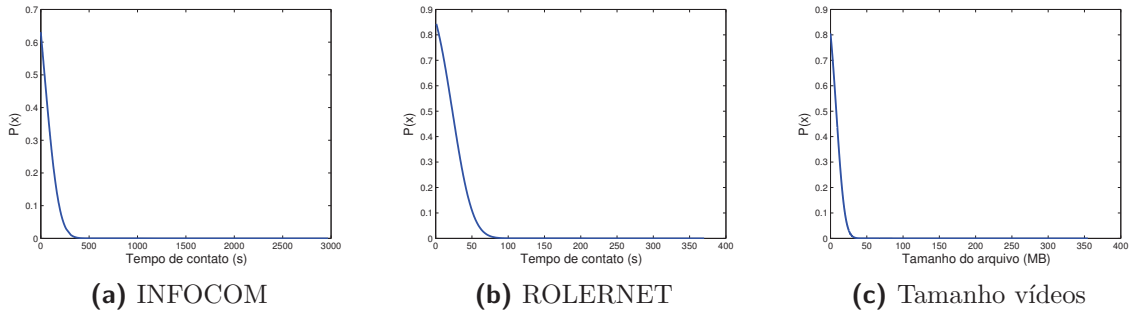 0.7
0.6
0.5
0.4
0.3
0.2
0.1
0
P(x)
0 500 1000 1500 2000 2500 3000
Tempo de contato (s)
(a) INFOCOM
0.9
0.8
0.7
0.6
0.5
0.4
0.3
0.2
0.1
0
P(x)
0 50 100 150 200 250 300 350 400
Tempo de contato (s)
(b) ROLERNET
0.9
0.8
0.7
0.6
0.5
0.4
0.3
0.2
0.1
0
P(x)
0 50 100 150 200 250 300 350 400
Tamanho do arquivo (MB)
(c) Tamanho vídeos